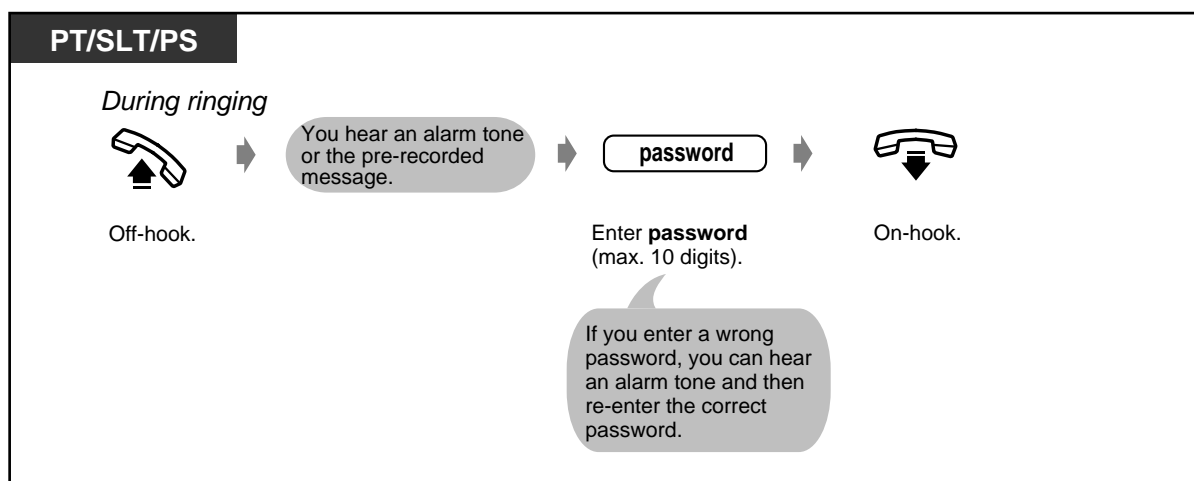 PT/SLT/PS
During ringing
You hear an alarm tone
or the pre-recorded
message.
password
Off-hook.
Enter password
(max. 10 digits).
On-hook.
If you enter a wrong
password, you can hear
an alarm tone and then
re-enter the correct
password.